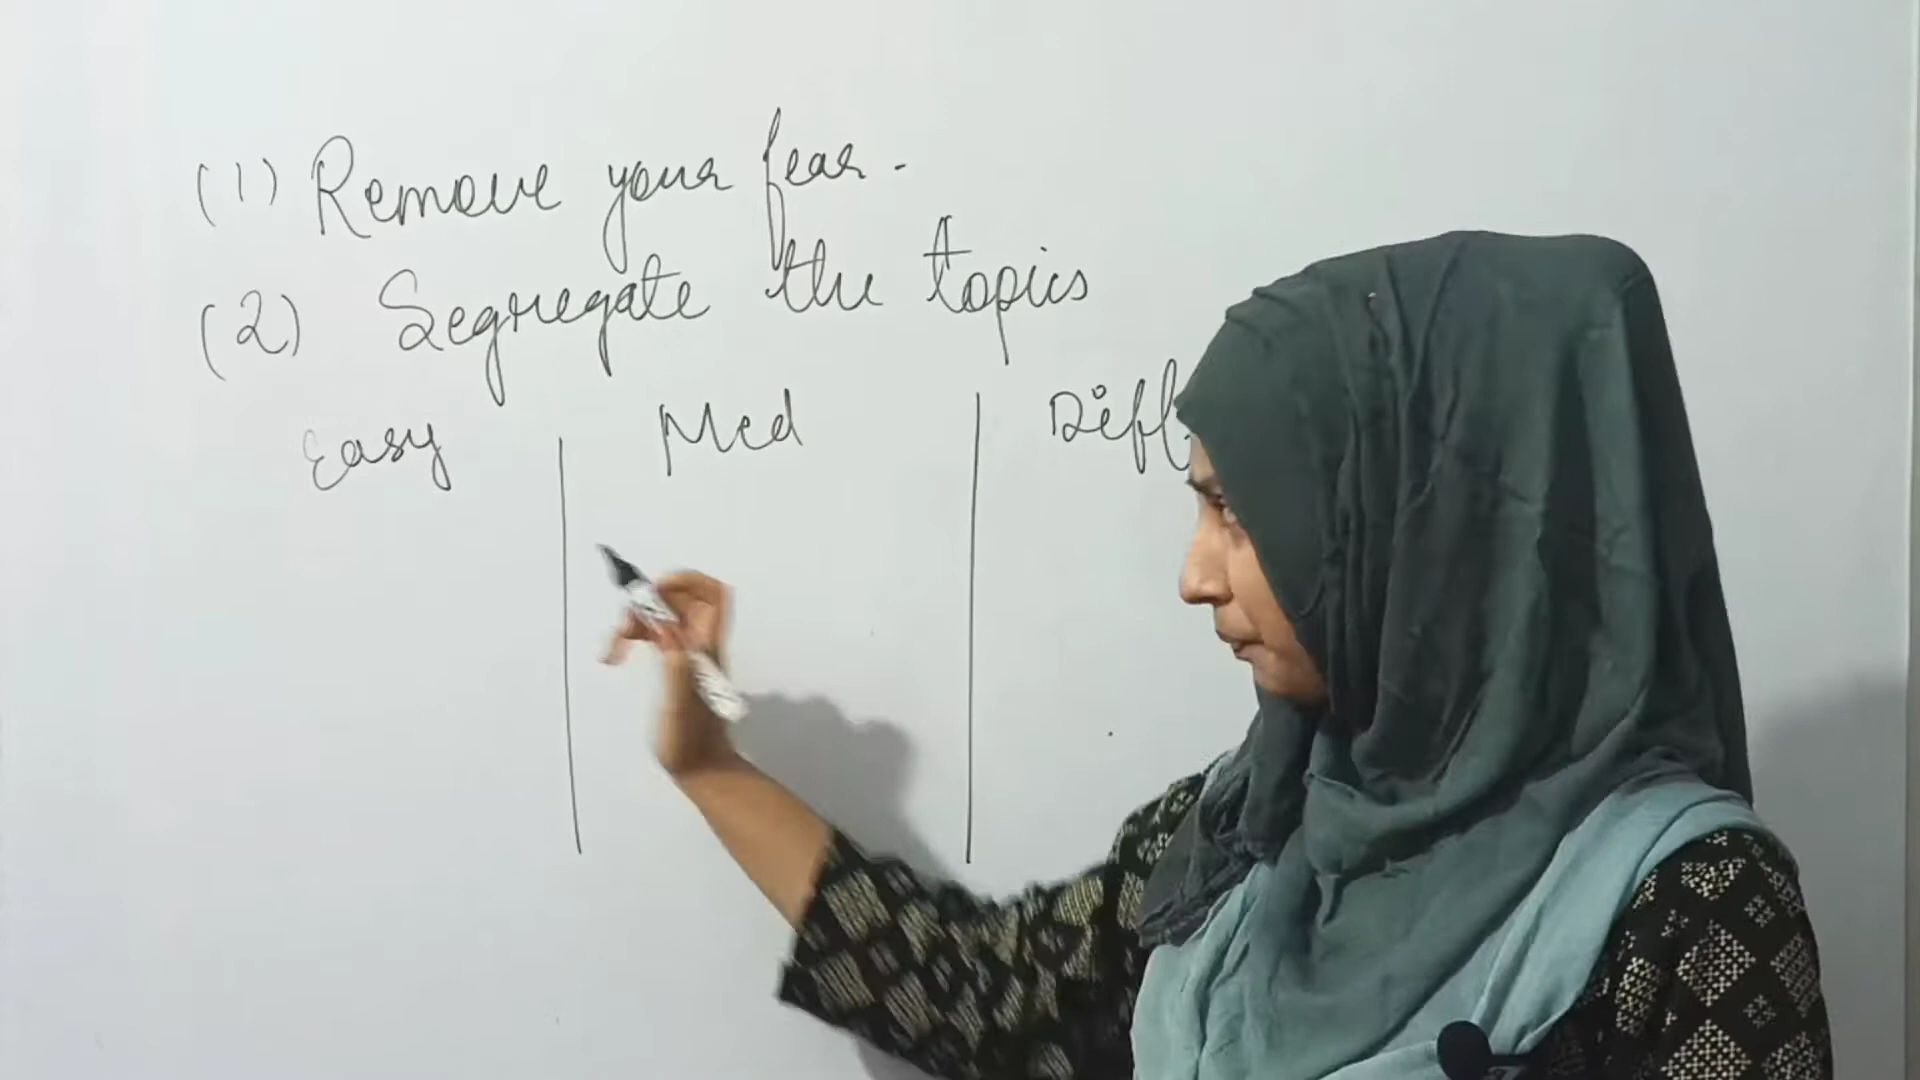 (1) Remove your fear.
(2) Segregate the topics
Easy Med Diff